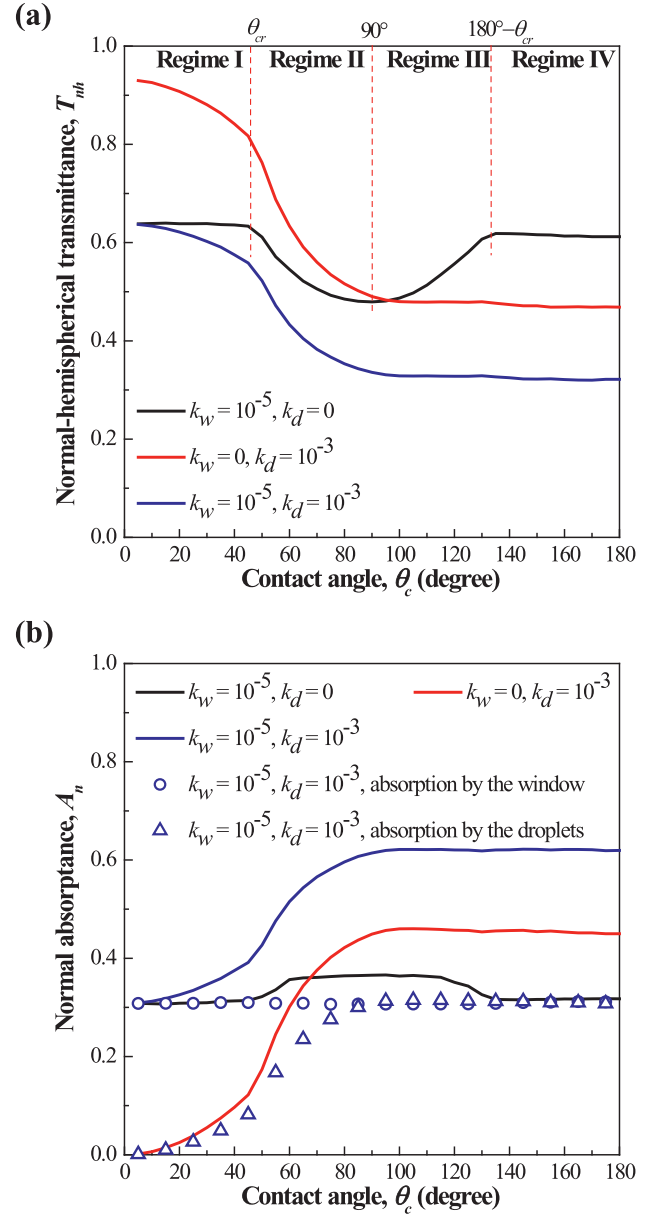 (a)
θcr 90° 180°−θcr
Regime I Regime II Regime III Regime IV
1.0
0.8
0.6
0.4
0.2
0.0
Normal-hemispherical transmittance, Tnh
kw = 10^-5, kd = 0
kw = 0, kd = 10^-3
kw = 10^-5, kd = 10^-3
0 20 40 60 80 100 120 140 160 180
Contact angle, θc (degree)
(b)
1.0
0.8
0.6
0.4
0.2
0.0
Normal absorptance, An
kw = 10^-5, kd = 0 kw = 0, kd = 10^-3
kw = 10^-5, kd = 10^-3
kw = 10^-5, kd = 10^-3, absorption by the window
kw = 10^-5, kd = 10^-3, absorption by the droplets
0 20 40 60 80 100 120 140 160 180
Contact angle, θc (degree)